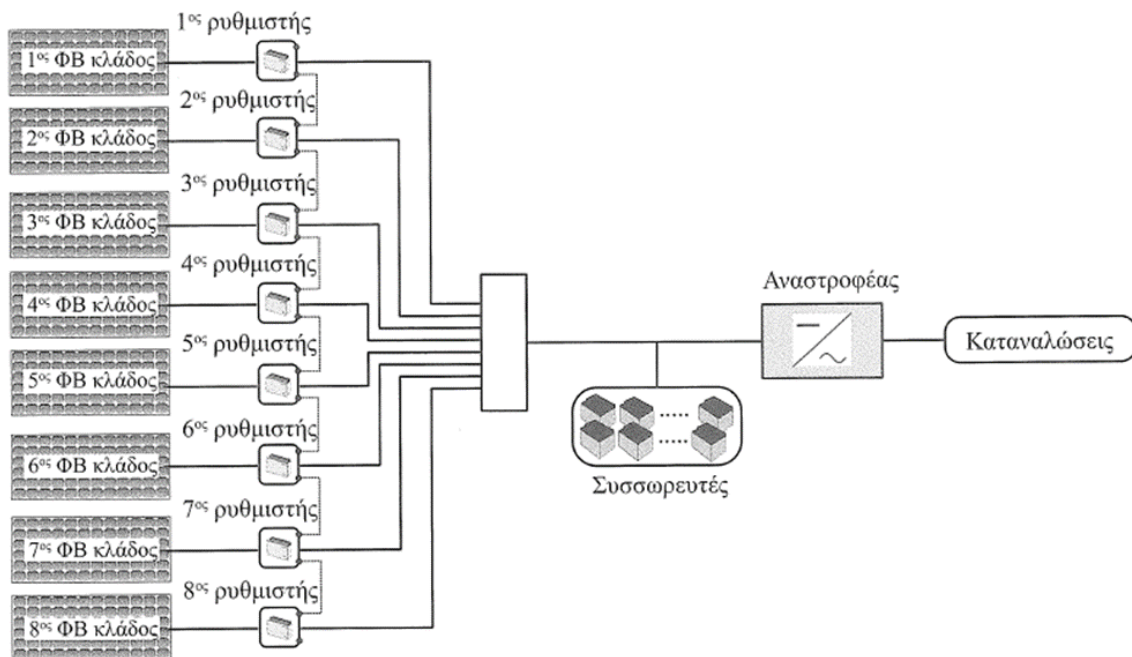 1ος ρυθμιστής
1ος ΦΒ κλάδος
2ος ρυθμιστής
2ος ΦΒ κλάδος
3ος ρυθμιστής
3ος ΦΒ κλάδος
4ος ρυθμιστής
4ος ΦΒ κλάδος
5ος ρυθμιστής
5ος ΦΒ κλάδος
6ος ρυθμιστής
6ος ΦΒ κλάδος
7ος ρυθμιστής
7ος ΦΒ κλάδος
8ος ρυθμιστής
8ος ΦΒ κλάδος
Αναστροφέας
Καταναλώσεις
Συσσωρευτές